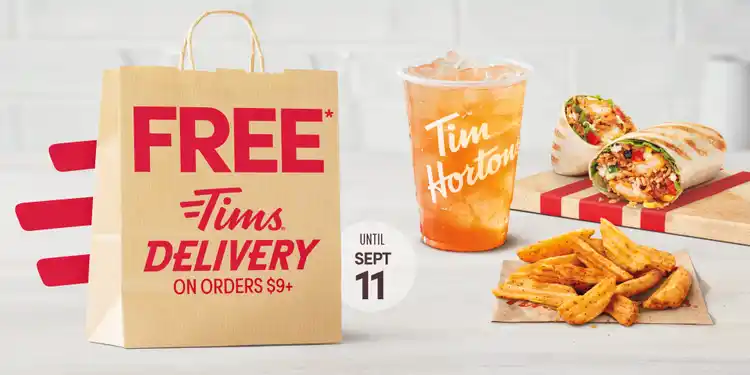 FREE*
Tims®
DELIVERY
ON ORDERS $9+
UNTIL
SEPT
11
Tim
Hortons